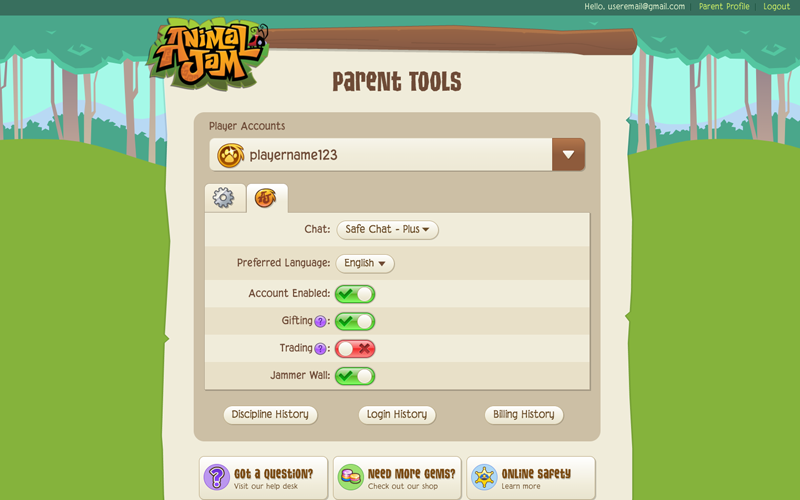 Hello, useremail@gmail.com | Parent Profile | Logout
ANIMAL
JAM
PARENT TOOLS
Player Accounts
playername123
Chat: Safe Chat - Plus
Preferred Language: English
Account Enabled:
Gifting ?:
Trading ?:
Jammer Wall:
Discipline History Login History Billing History
? GOT A QUESTION? NEED MORE GEMS? ONLINE SAFETY
Visit our help desk Check out our shop Learn more